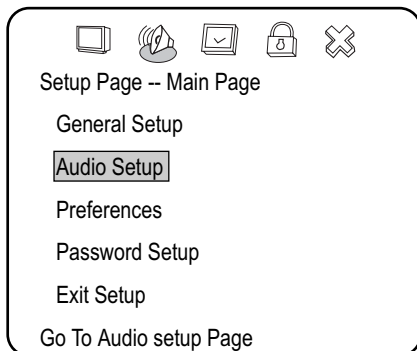 Setup Page -- Main Page
General Setup
Audio Setup
Preferences
Password Setup
Exit Setup
Go To Audio setup Page